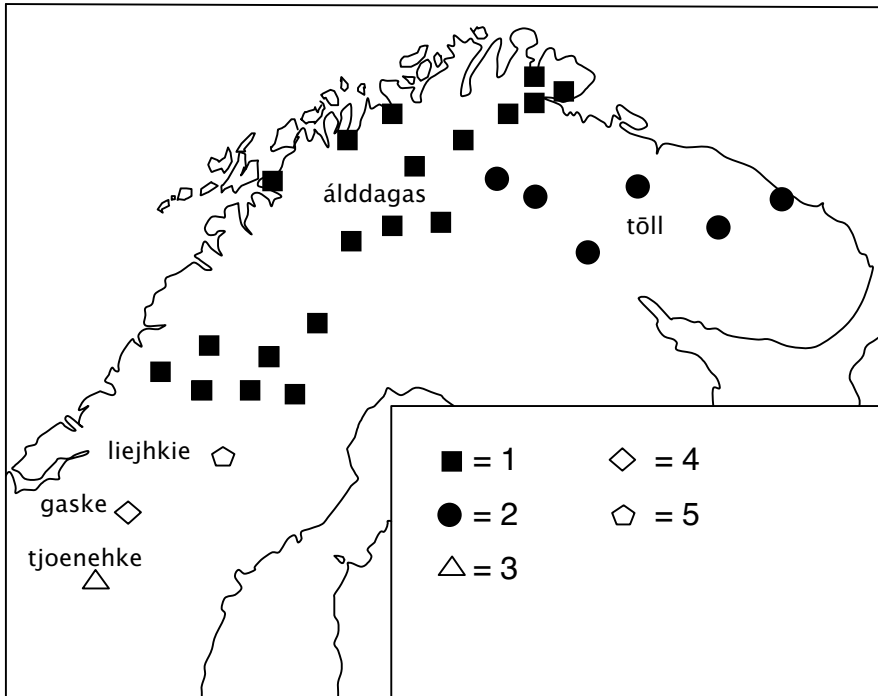 álddagas
tōll
liejhkie
gaske
tjoenehke
= 1
= 4
= 2
= 5
= 3